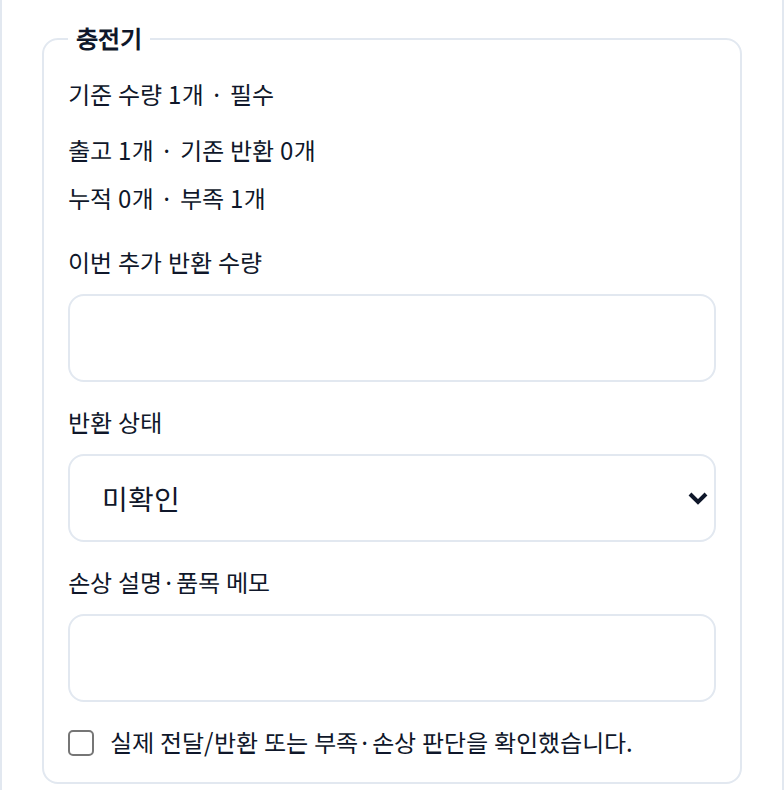 충전기
기준 수량 1개 · 필수
출고 1개 · 기존 반환 0개
누적 0개 · 부족 1개
이번 추가 반환 수량
반환 상태
미확인
손상 설명·품목 메모
실제 전달/반환 또는 부족·손상 판단을 확인했습니다.